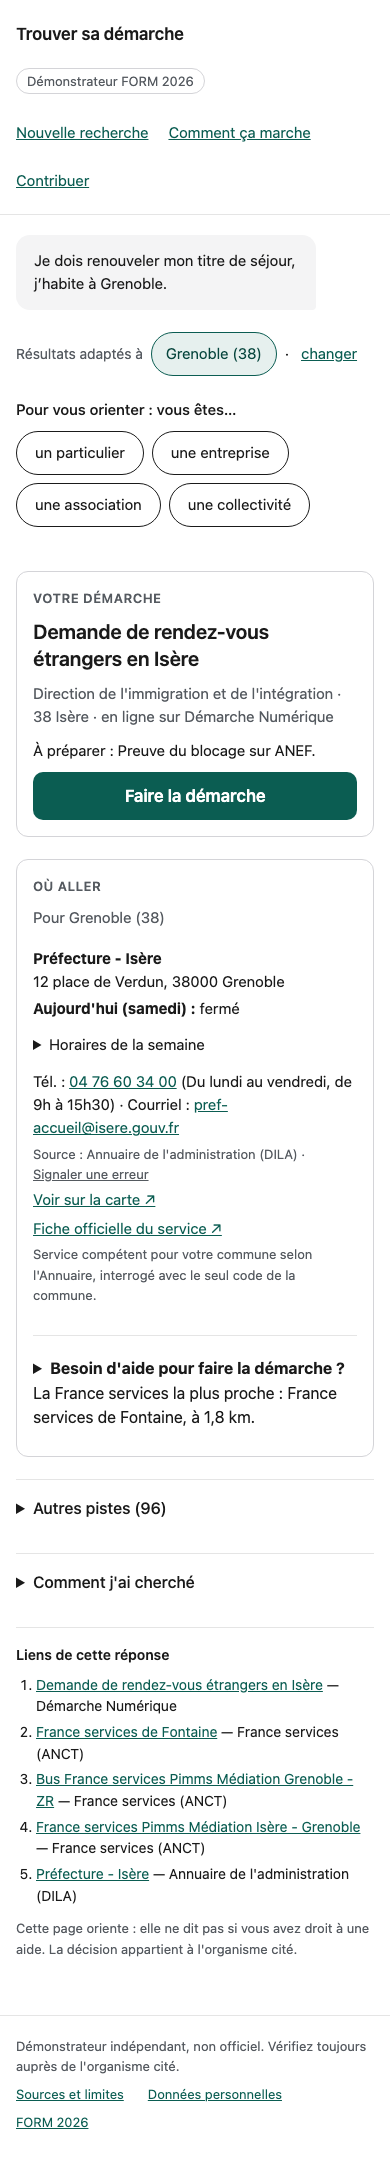 Trouver sa démarche
Démonstrateur FORM 2026
Nouvelle recherche Comment ça marche
Contribuer
Je dois renouveler mon titre de séjour,
j’habite à Grenoble.
Résultats adaptés à Grenoble (38) · changer
Pour vous orienter : vous êtes...
un particulier une entreprise
une association une collectivité
VOTRE DÉMARCHE
Demande de rendez-vous
étrangers en Isère
Direction de l'immigration et de l'intégration ·
38 Isère · en ligne sur Démarche Numérique
À préparer : Preuve du blocage sur ANEF.
Faire la démarche
OÙ ALLER
Pour Grenoble (38)
Préfecture - Isère
12 place de Verdun, 38000 Grenoble
Aujourd'hui (samedi) : fermé
▶ Horaires de la semaine
Tél. : 04 76 60 34 00 (Du lundi au vendredi, de
9h à 15h30) · Courriel : pref-
accueil@isere.gouv.fr
Source : Annuaire de l'administration (DILA) ·
Signaler une erreur
Voir sur la carte ↗
Fiche officielle du service ↗
Service compétent pour votre commune selon
l'Annuaire, interrogé avec le seul code de la
commune.
▶ Besoin d'aide pour faire la démarche ?
La France services la plus proche : France
services de Fontaine, à 1,8 km.
▶ Autres pistes (96)
▶ Comment j'ai cherché
Liens de cette réponse
1. Demande de rendez-vous étrangers en Isère —
Démarche Numérique
2. France services de Fontaine — France services
(ANCT)
3. Bus France services Pimms Médiation Grenoble -
ZR — France services (ANCT)
4. France services Pimms Médiation Isère - Grenoble
— France services (ANCT)
5. Préfecture - Isère — Annuaire de l'administration
(DILA)
Cette page oriente : elle ne dit pas si vous avez droit à une
aide. La décision appartient à l'organisme cité.
Démonstrateur indépendant, non officiel. Vérifiez toujours
auprès de l'organisme cité.
Sources et limites Données personnelles
FORM 2026